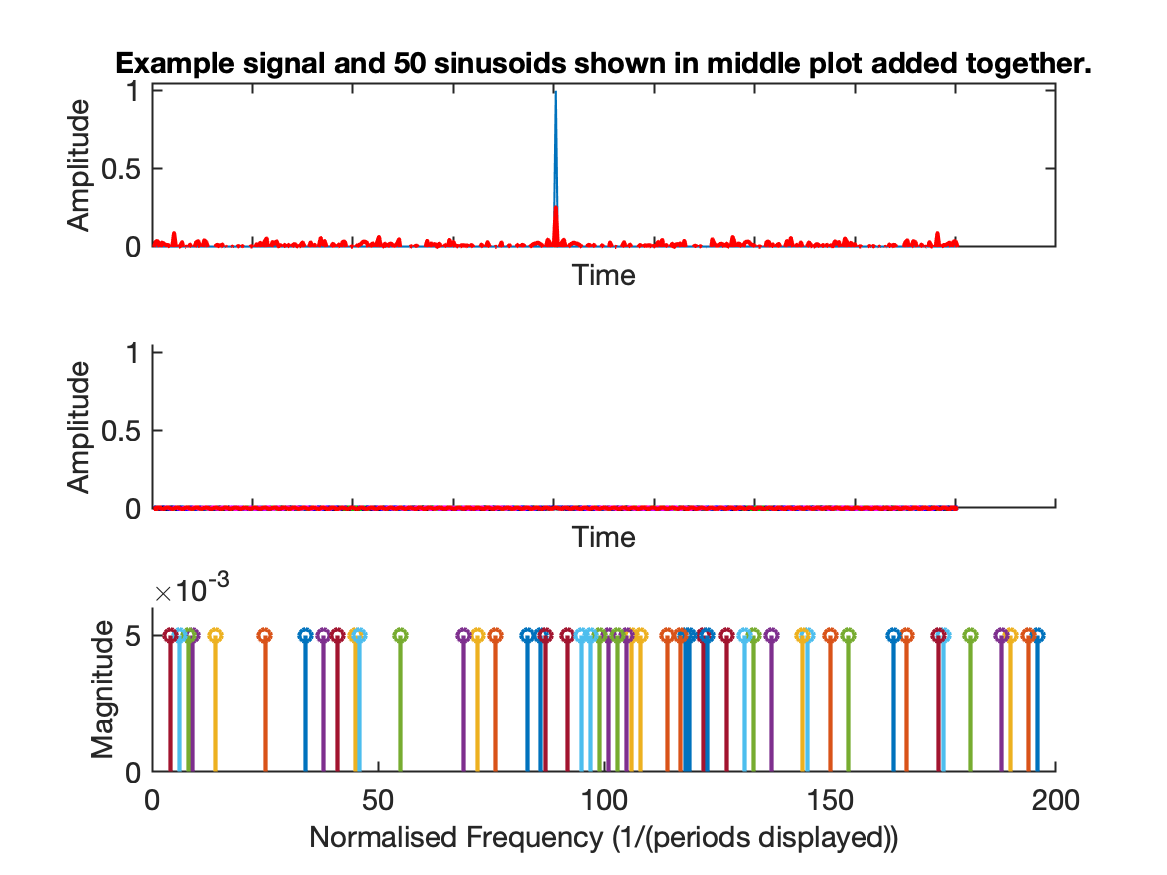 Example signal and 50 sinusoids shown in middle plot added together.
1
0.5
0
Amplitude
Time
1
0.5
0
Amplitude
Time
×10-3
5
0
Magnitude
0 50 100 150 200
Normalised Frequency (1/(periods displayed))